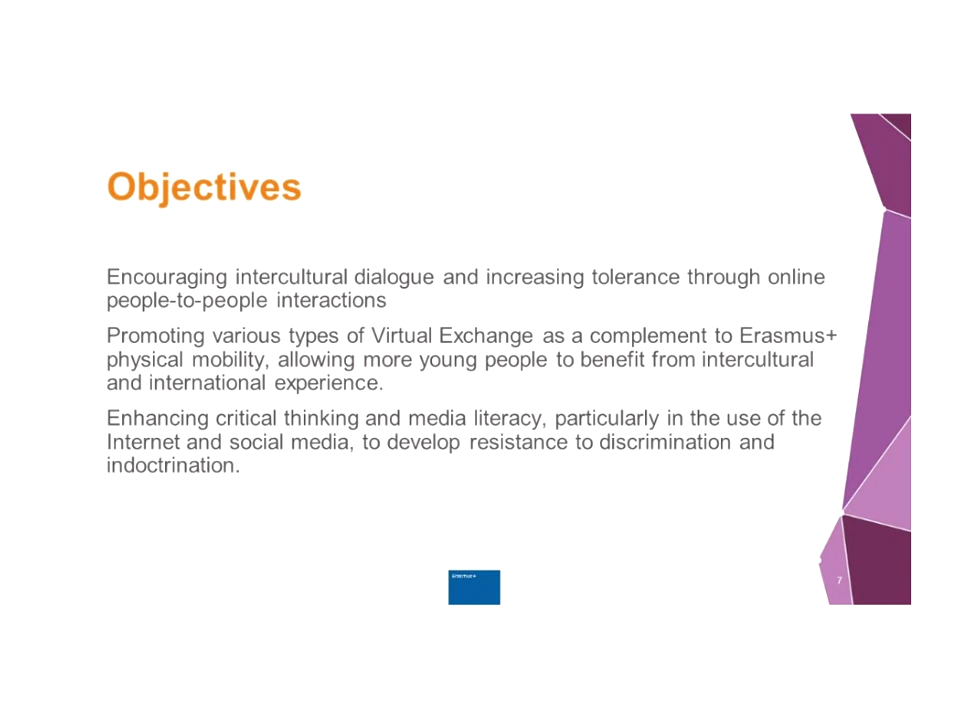 Objectives
Encouraging intercultural dialogue and increasing tolerance through online
people-to-people interactions
Promoting various types of Virtual Exchange as a complement to Erasmus+
physical mobility, allowing more young people to benefit from intercultural
and international experience.
Enhancing critical thinking and media literacy, particularly in the use of the
Internet and social media, to develop resistance to discrimination and
indoctrination.
Erasmus+
7